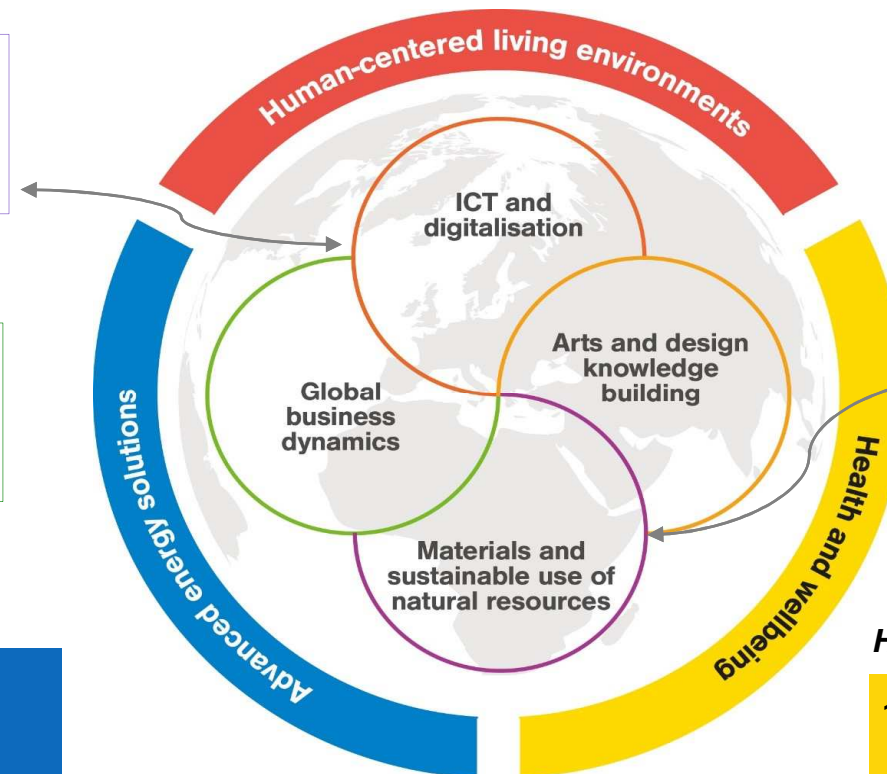 Human-centered living environments
ICT and
digitalisation
Arts and design
knowledge
building
Global
business
dynamics
Materials and
sustainable use of
natural resources
Advanced energy solutions
Health and wellbeing
H